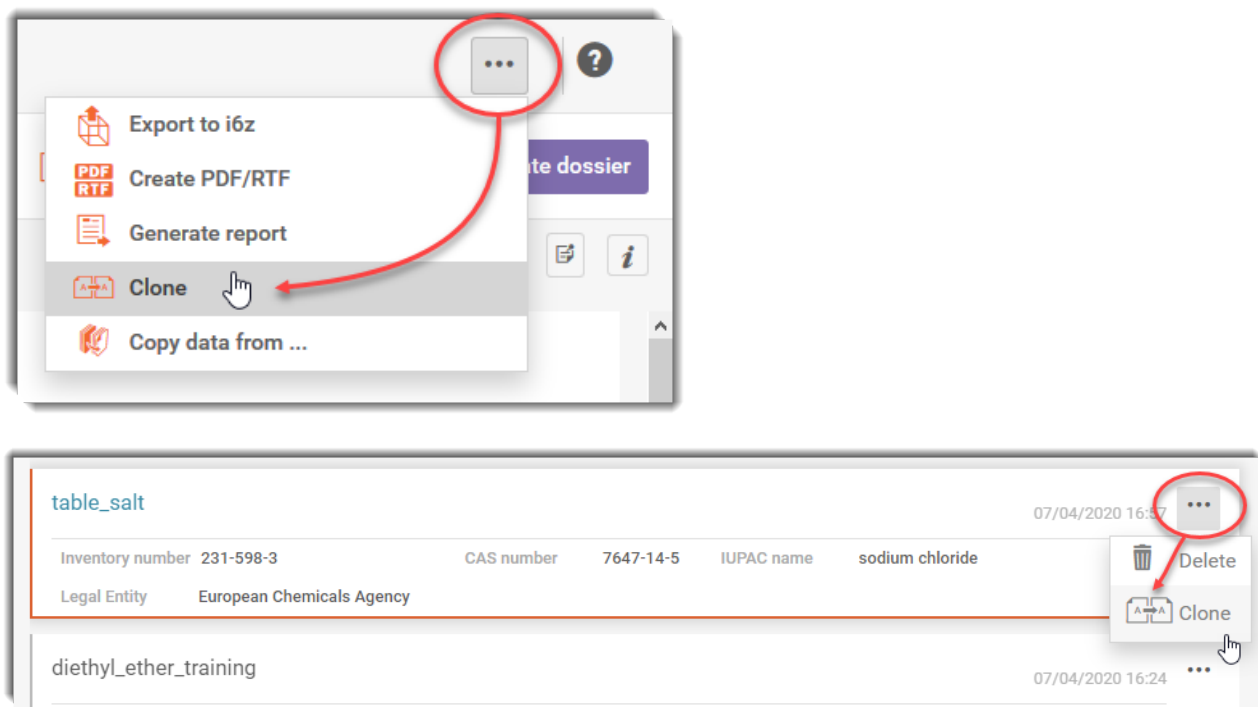 •••
?
Export to i6z
PDF
RTF
Create PDF/RTF
te dossier
Generate report
i
A A
Clone
Copy data from ...
table_salt
07/04/2020 16:57
•••
Inventory number 231-598-3 CAS number 7647-14-5 IUPAC name sodium chloride
Delete
Legal Entity European Chemicals Agency
A A
Clone
diethyl_ether_training
07/04/2020 16:24
•••